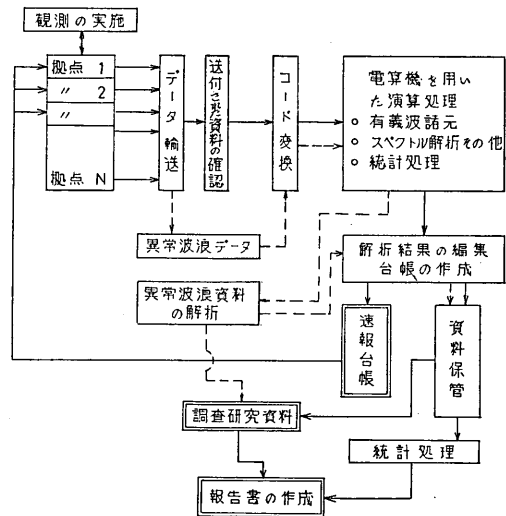 観測の実施
拠点 1
〃 2
〃
拠点 N
データ輸送
送付された資料の確認
コード変換
電算機を用い
た演算処理
○ 有義波諸元
○ スペクトル解析その他
○ 統計処理
異常波浪データ
解析結果の編集
台帳の作成
異常波浪資料
の解析
速報台帳
資料保管
調査研究資料
統計処理
報告書の作成